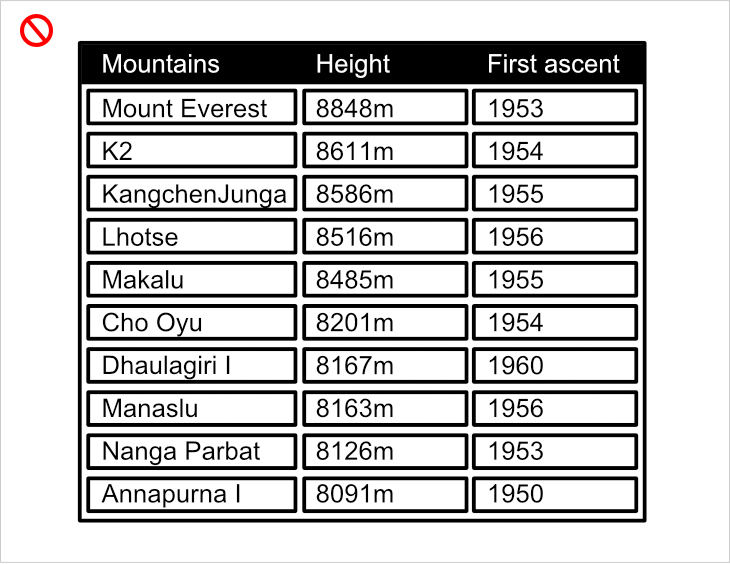 Mountains Height First ascent
Mount Everest 8848m 1953
K2 8611m 1954
KangchenJunga 8586m 1955
Lhotse 8516m 1956
Makalu 8485m 1955
Cho Oyu 8201m 1954
Dhaulagiri I 8167m 1960
Manaslu 8163m 1956
Nanga Parbat 8126m 1953
Annapurna I 8091m 1950